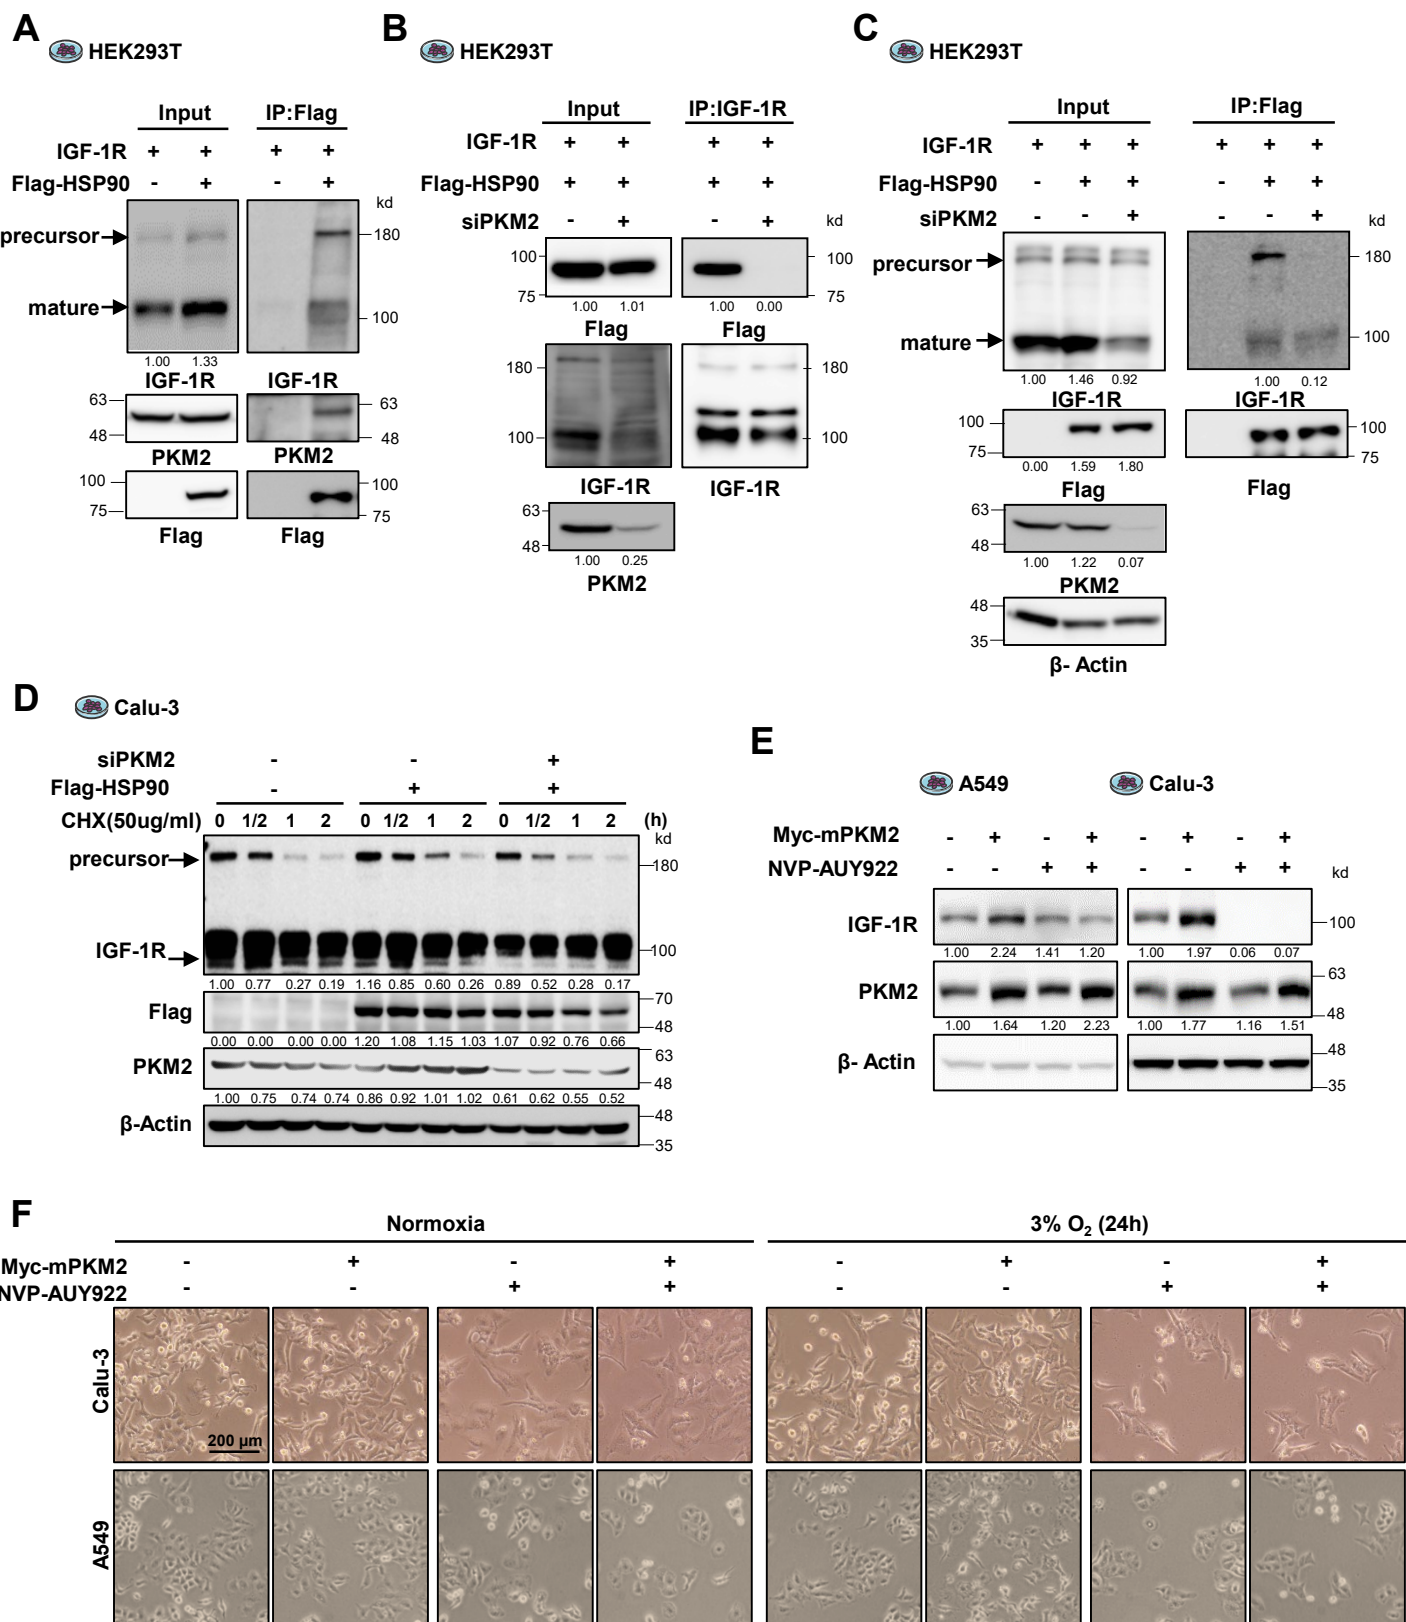 A
HEK293T
Input IP:Flag
IGF-1R + + + +
Flag-HSP90 - + - +
kd
precursor 180
mature 100
1.00 1.33
IGF-1R IGF-1R
63 63
48 48
PKM2 PKM2
100 100
75 75
Flag Flag
B
HEK293T
Input IP:IGF-1R
IGF-1R + + + +
Flag-HSP90 + + + +
siPKM2 - + - + kd
100 100
75 75
1.00 1.01 1.00 0.00
Flag Flag
180 180
100 100
IGF-1R IGF-1R
63
48
1.00 0.25
PKM2
C
HEK293T
Input IP:Flag
IGF-1R + + + + + +
Flag-HSP90 - + + - + +
siPKM2 - - + - - + kd
precursor 180
mature 100
1.00 1.46 0.92 1.00 0.12
IGF-1R IGF-1R
100 100
75 75
0.00 1.59 1.80
Flag Flag
63
48
1.00 1.22 0.07
PKM2
48
35
β- Actin
D
Calu-3
siPKM2 - - +
Flag-HSP90 - + +
CHX(50ug/ml) 0 1/2 1 2 0 1/2 1 2 0 1/2 1 2 (h)
kd
precursor 180
IGF-1R 100
1.00 0.77 0.27 0.19 1.16 0.85 0.60 0.26 0.89 0.52 0.28 0.17
Flag 70
48
0.00 0.00 0.00 0.00 1.20 1.08 1.15 1.03 1.07 0.92 0.76 0.66
PKM2 63
48
1.00 0.75 0.74 0.74 0.86 0.92 1.01 1.02 0.61 0.62 0.55 0.52
β-Actin 48
35
E
A549 Calu-3
Myc-mPKM2 - + - + - + - +
NVP-AUY922 - - + + - - + + kd
IGF-1R 100
1.00 2.24 1.41 1.20 1.00 1.97 0.06 0.07
PKM2 63
48
1.00 1.64 1.20 2.23 1.00 1.77 1.16 1.51
β- Actin 48
35
F
Normoxia 3% O2 (24h)
Myc-mPKM2 - + - + - + - +
NVP-AUY922 - - + + - - + +
Calu-3
200 μm
A549